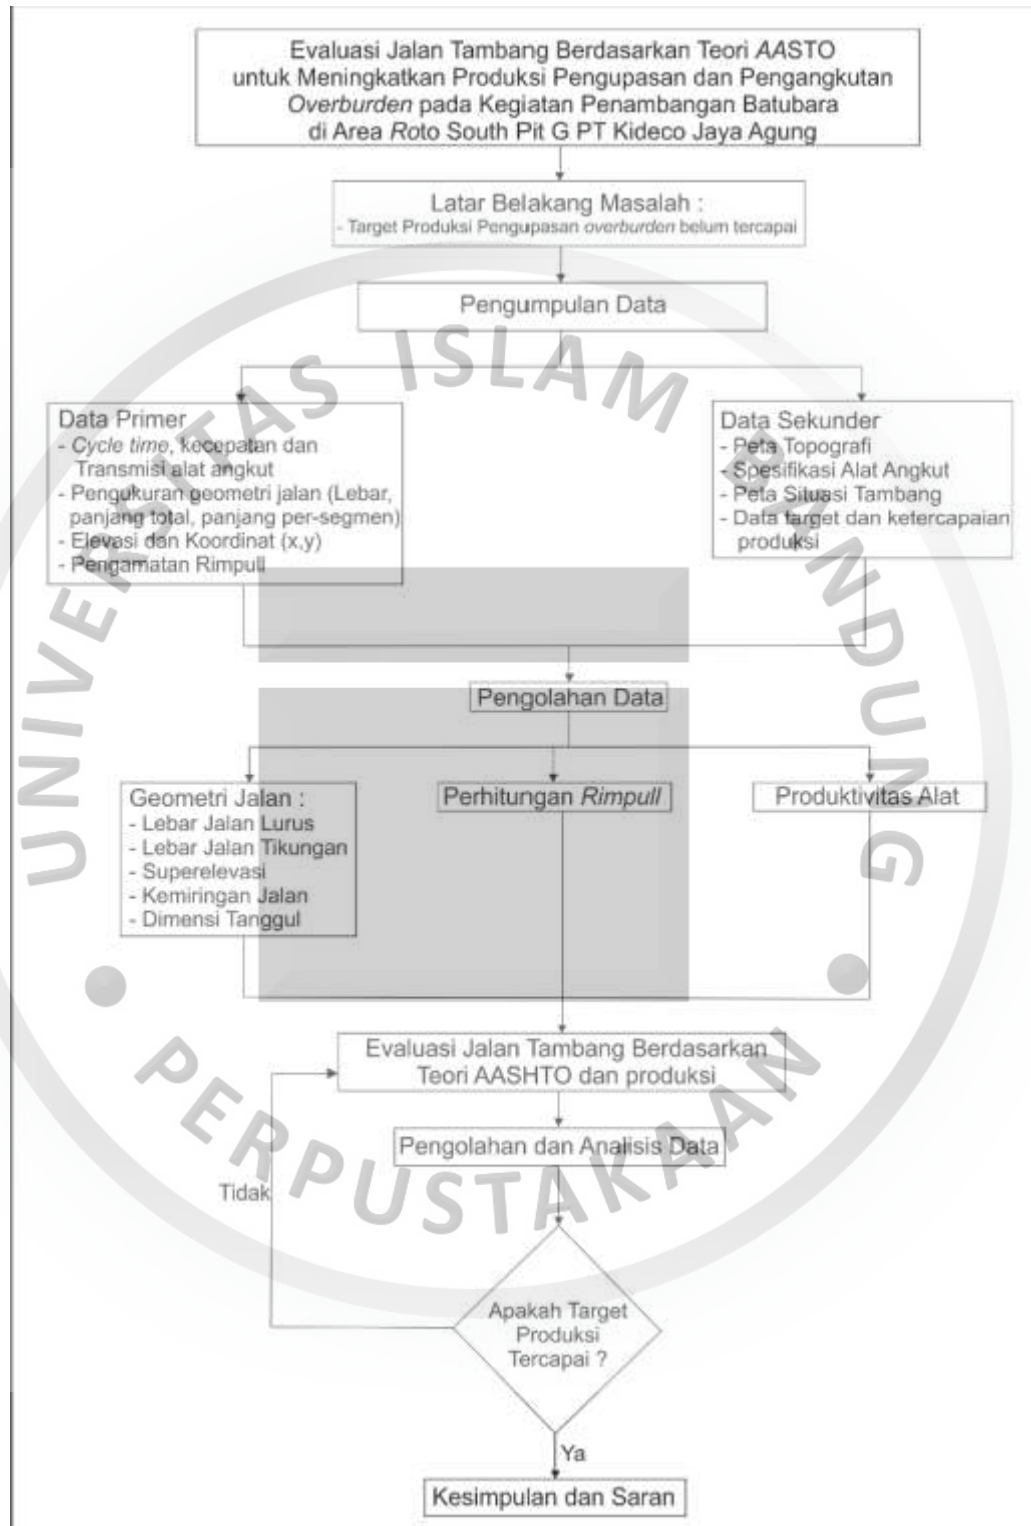 Evaluasi Jalan Tambang Berdasarkan Teori AASTO
untuk Meningkatkan Produksi Pengupasan dan Pengangkutan
Overburden pada Kegiatan Penambangan Batubara
di Area Roto South Pit G PT Kideco Jaya Agung
Latar Belakang Masalah :
- Target Produksi Pengupasan overburden belum tercapai
Pengumpulan Data
Data Primer
- Cycle time, kecepatan dan
Transmisi alat angkut
- Pengukuran geometri jalan (Lebar,
panjang total, panjang per-segmen)
- Elevasi dan Koordinat (x,y)
- Pengamatan Rimpull
Data Sekunder
- Peta Topografi
- Spesifikasi Alat Angkut
- Peta Situasi Tambang
- Data target dan ketercapaian
produksi
Pengolahan Data
Geometri Jalan :
- Lebar Jalan Lurus
- Lebar Jalan Tikungan
- Superelevasi
- Kemiringan Jalan
- Dimensi Tanggul
Perhitungan Rimpull
Produktivitas Alat
Evaluasi Jalan Tambang Berdasarkan
Teori AASHTO dan produksi
Pengolahan dan Analisis Data
Tidak
Apakah Target
Produksi
Tercapai ?
Ya
Kesimpulan dan Saran
UNIVERSITAS ISLAM BANDUNG
PERPUSTAKAAN